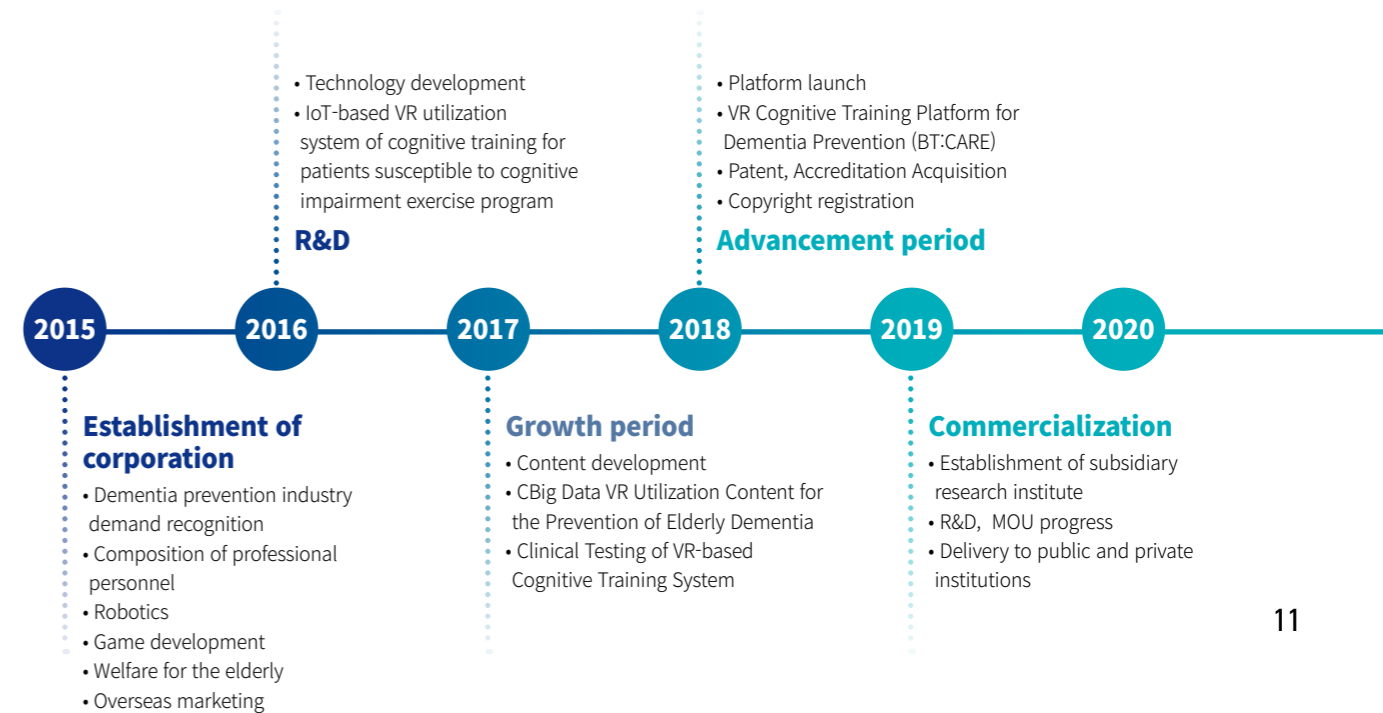 • Technology development
• IoT-based VR utilization
system of cognitive training for
patients susceptible to cognitive
impairment exercise program
R&D
• Platform launch
• VR Cognitive Training Platform for
Dementia Prevention (BT:CARE)
• Patent, Accreditation Acquisition
• Copyright registration
Advancement period
2015
2016
2017
2018
2019
2020
Establishment of
corporation
• Dementia prevention industry
demand recognition
• Composition of professional
personnel
• Robotics
• Game development
• Welfare for the elderly
• Overseas marketing
Growth period
• Content development
• CBig Data VR Utilization Content for
the Prevention of Elderly Dementia
• Clinical Testing of VR-based
Cognitive Training System
Commercialization
• Establishment of subsidiary
research institute
• R&D, MOU progress
• Delivery to public and private
institutions
11